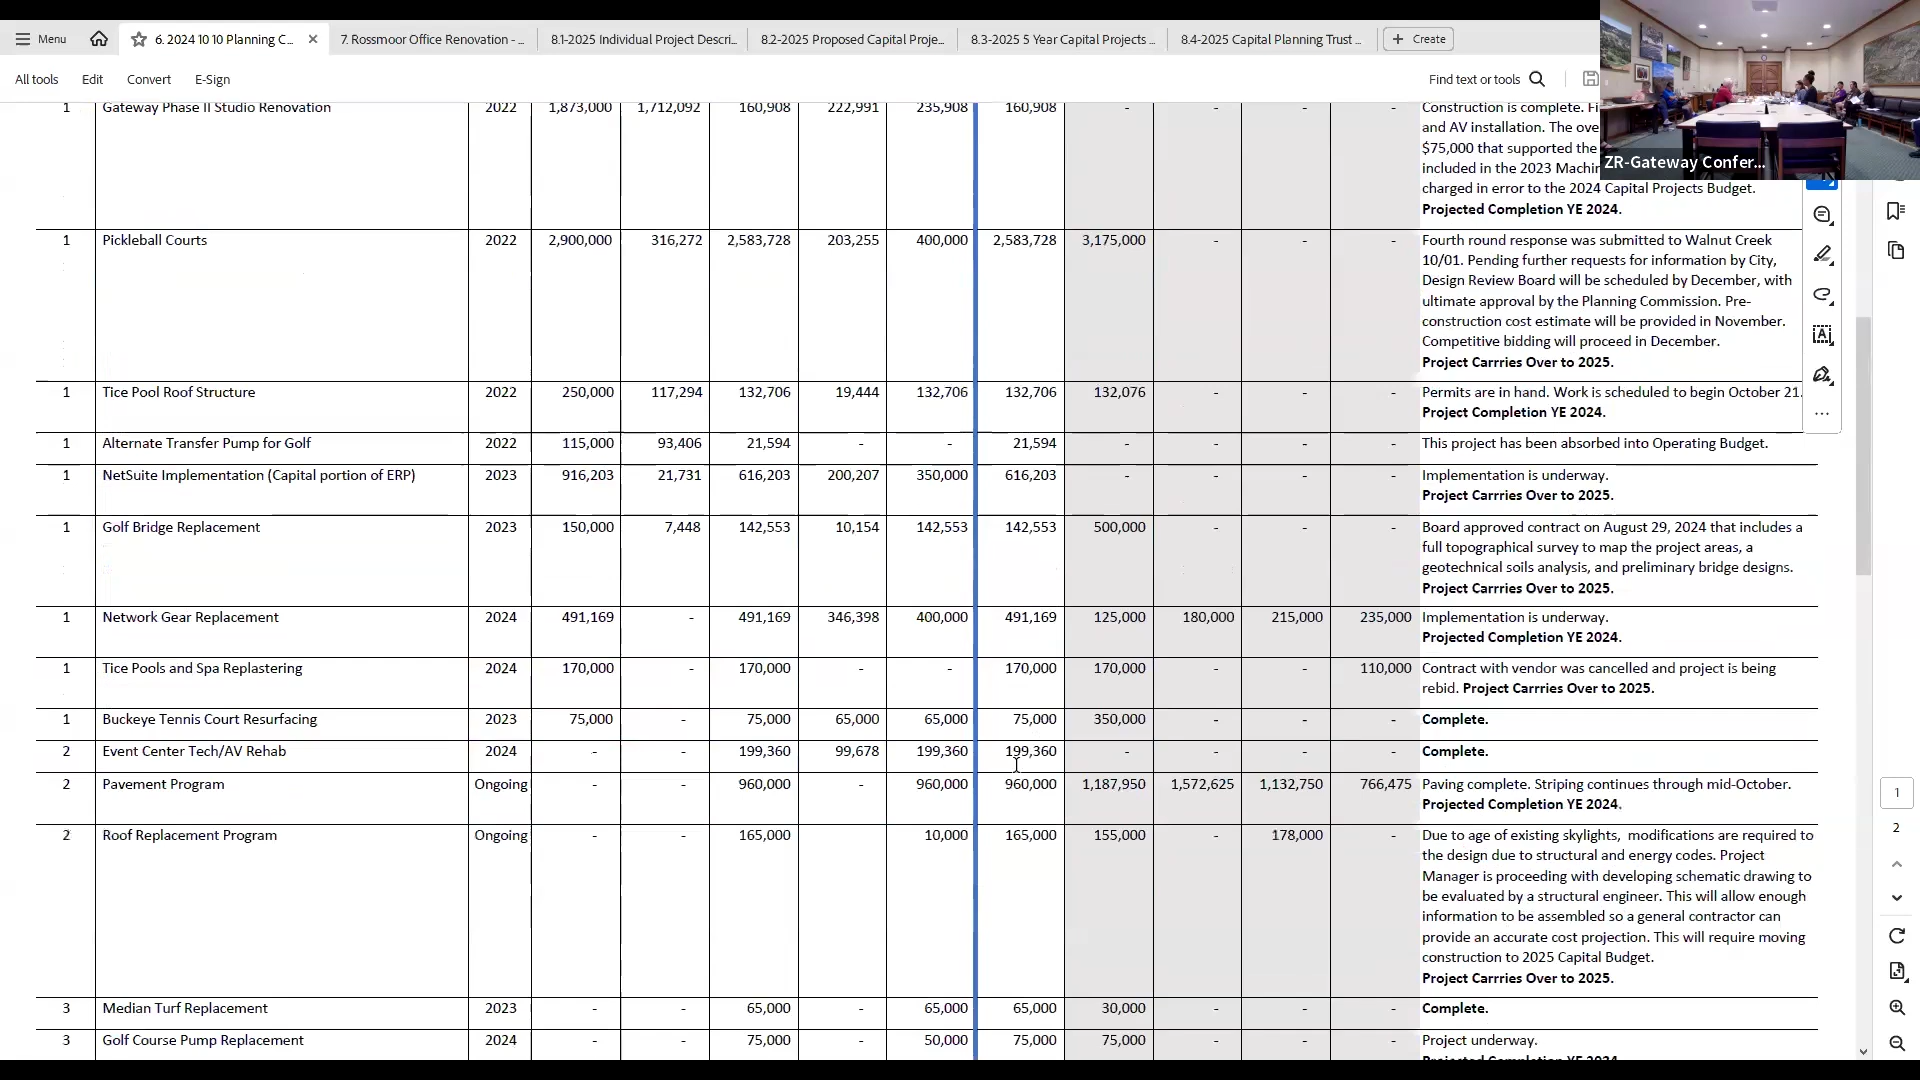 Menu
6. 2024 10 10 Planning C...
7. Rossmoor Office Renovation - ...
8.1-2025 Individual Project Descri...
8.2-2025 Proposed Capital Proje...
8.3-2025 5 Year Capital Projects ...
8.4-2025 Capital Planning Trust ...
+ Create
All tools Edit Convert E-Sign
Find text or tools
ZR-Gateway Confer...
1 Gateway Phase II Studio Renovation 2022 1,873,000 1,712,092 160,908 222,991 235,908 160,908 - - - - Construction is complete. Fi
and AV installation. The ove
$75,000 that supported the
included in the 2023 Machin
charged in error to the 2024 Capital Projects Budget.
Projected Completion YE 2024.
1 Pickleball Courts 2022 2,900,000 316,272 2,583,728 203,255 400,000 2,583,728 3,175,000 - - - Fourth round response was submitted to Walnut Creek
10/01. Pending further requests for information by City,
Design Review Board will be scheduled by December, with
ultimate approval by the Planning Commission. Pre-
construction cost estimate will be provided in November.
Competitive bidding will proceed in December.
Project Carrries Over to 2025.
1 Tice Pool Roof Structure 2022 250,000 117,294 132,706 19,444 132,706 132,706 132,076 - - - Permits are in hand. Work is scheduled to begin October 21.
Project Completion YE 2024.
1 Alternate Transfer Pump for Golf 2022 115,000 93,406 21,594 - - 21,594 - - - - This project has been absorbed into Operating Budget.
1 NetSuite Implementation (Capital portion of ERP) 2023 916,203 21,731 616,203 200,207 350,000 616,203 - - - - Implementation is underway.
Project Carrries Over to 2025.
1 Golf Bridge Replacement 2023 150,000 7,448 142,553 10,154 142,553 142,553 500,000 - - - Board approved contract on August 29, 2024 that includes a
full topographical survey to map the project areas, a
geotechnical soils analysis, and preliminary bridge designs.
Project Carrries Over to 2025.
1 Network Gear Replacement 2024 491,169 - 491,169 346,398 400,000 491,169 125,000 180,000 215,000 235,000 Implementation is underway.
Projected Completion YE 2024.
1 Tice Pools and Spa Replastering 2024 170,000 - 170,000 - - 170,000 170,000 - - 110,000 Contract with vendor was cancelled and project is being
rebid. Project Carrries Over to 2025.
1 Buckeye Tennis Court Resurfacing 2023 75,000 - 75,000 65,000 65,000 75,000 350,000 - - - Complete.
2 Event Center Tech/AV Rehab 2024 - - 199,360 99,678 199,360 199,360 - - - - Complete.
2 Pavement Program Ongoing - - 960,000 - 960,000 960,000 1,187,950 1,572,625 1,132,750 766,475 Paving complete. Striping continues through mid-October.
Projected Completion YE 2024.
2 Roof Replacement Program Ongoing - - 165,000 10,000 165,000 155,000 - 178,000 - Due to age of existing skylights, modifications are required to
the design due to structural and energy codes. Project
Manager is proceeding with developing schematic drawing to
be evaluated by a structural engineer. This will allow enough
information to be assembled so a general contractor can
provide an accurate cost projection. This will require moving
construction to 2025 Capital Budget.
Project Carrries Over to 2025.
3 Median Turf Replacement 2023 - - 65,000 - 65,000 65,000 30,000 - - - Complete.
3 Golf Course Pump Replacement 2024 - - 75,000 - 50,000 75,000 75,000 - - - Project underway.
Projected Completion YE 2024
1
2